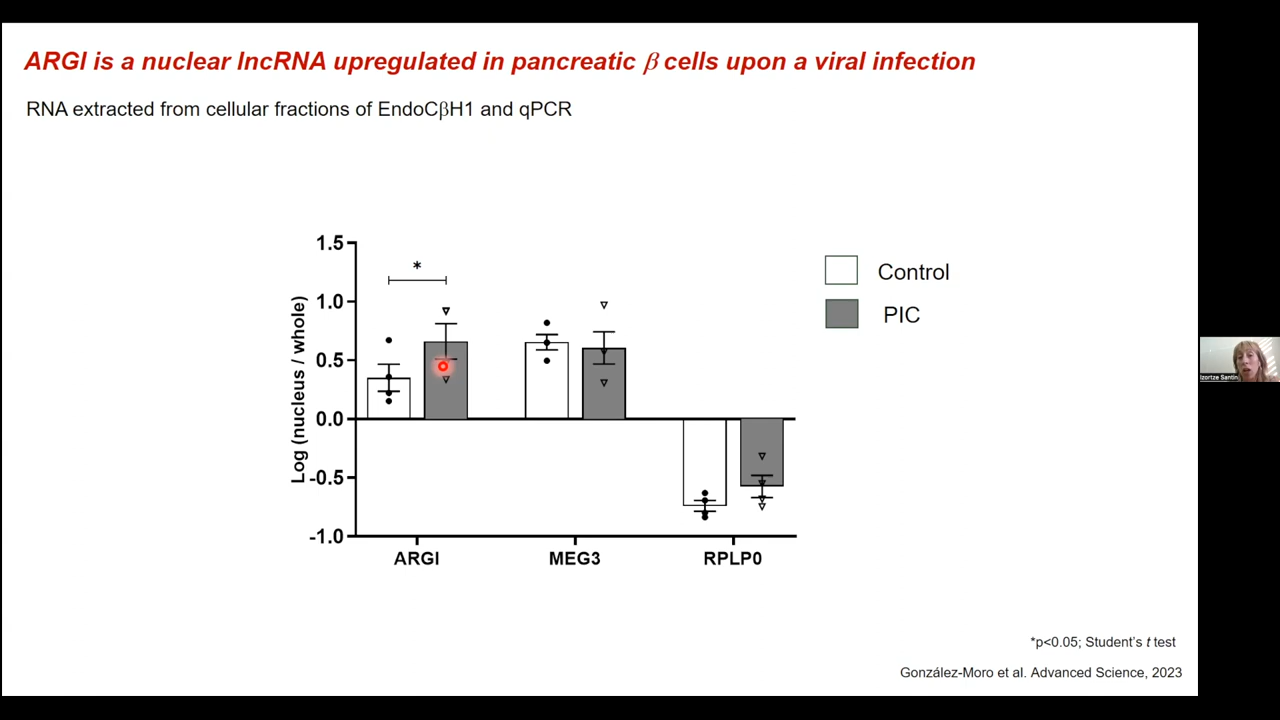 ARGI is a nuclear lncRNA upregulated in pancreatic β cells upon a viral infection
RNA extracted from cellular fractions of EndoCβH1 and qPCR
Log (nucleus / whole)
1.5
1.0
0.5
0.0
-0.5
-1.0
*
ARGI
MEG3
RPLP0
Control
PIC
Izortze Santin
*p<0.05; Student's t test
González-Moro et al. Advanced Science, 2023